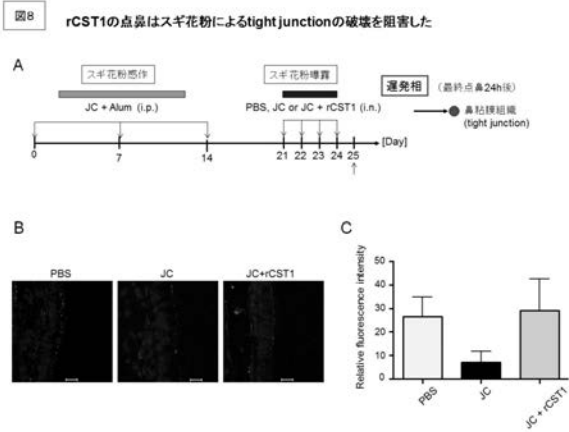 図8
rCST1の点鼻はスギ花粉によるtight junctionの破壊を阻害した
A
スギ花粉感作
JC + Alum (i.p.)
スギ花粉曝露
PBS, JC or JC + rCST1 (i.n.)
遅発相 (最終点鼻24h後)
鼻粘膜組織
(tight junction)
0 7 14 21 22 23 24 25 [Day]
B
PBS JC JC+rCST1
C
Relative fluorescence intensity
50
40
30
20
10
0
PBS
JC
JC + rCST1